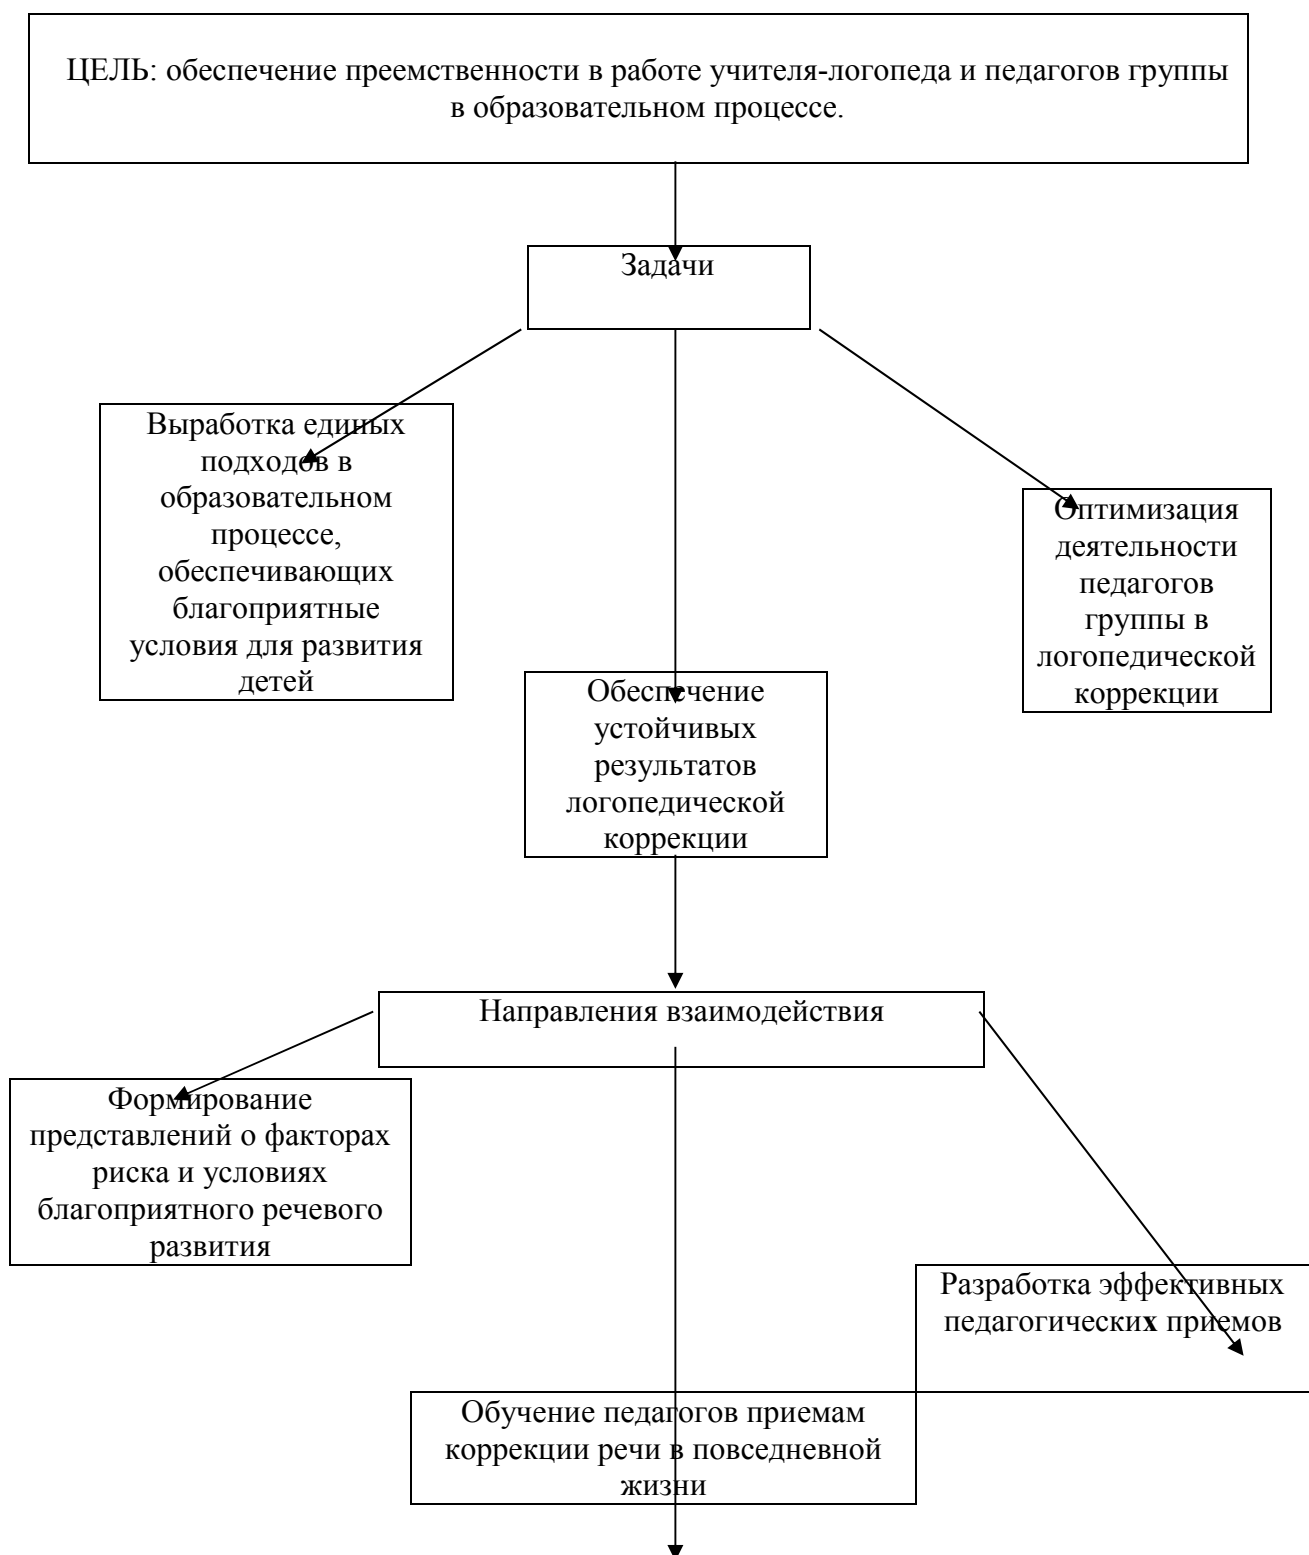 ЦЕЛЬ: обеспечение преемственности в работе учителя-логопеда и педагогов группы
в образовательном процессе.
Задачи
Выработка единых
подходов в
образовательном
процессе,
обеспечивающих
благоприятные
условия для развития
детей
Оптимизация
деятельности
педагогов
группы в
логопедической
коррекции
Обеспечение
устойчивых
результатов
логопедической
коррекции
Направления взаимодействия
Формирование
представлений о факторах
риска и условиях
благоприятного речевого
развития
Разработка эффективных
педагогических приемов
Обучение педагогов приемам
коррекции речи в повседневной
жизни